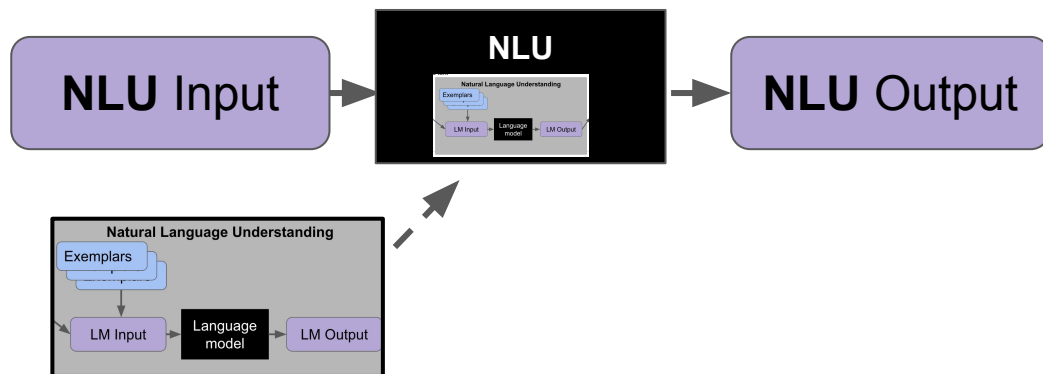 NLU
NLU Input
NLU Output
Natural Language Understanding
Exemplars
LM Input
Language
model
LM Output
Natural Language Understanding
Exemplars
LM Input
Language
model
LM Output